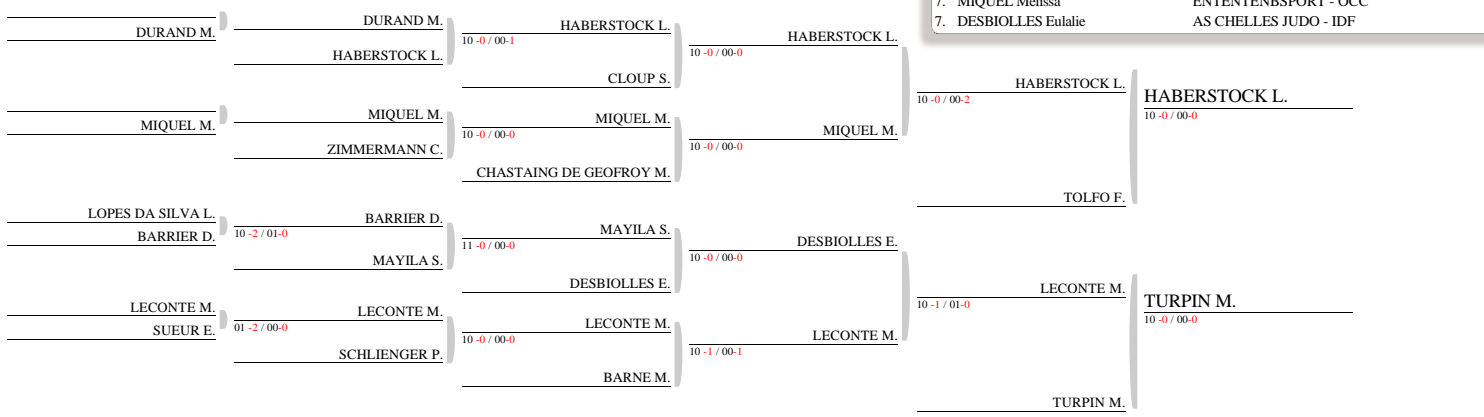 7. MIQUEL Melissa ENTENTENBSPORT - OCC
7. DESBIOLLES Eulalie AS CHELLES JUDO - IDF
DURAND M.
DURAND M.
HABERSTOCK L.
HABERSTOCK L.
10 -0 / 00-1
CLOUP S.
HABERSTOCK L.
10 -0 / 00-0
MIQUEL M.
MIQUEL M.
ZIMMERMANN C.
MIQUEL M.
10 -0 / 00-0
CHASTAING DE GEOFROY M.
MIQUEL M.
10 -0 / 00-0
HABERSTOCK L.
10 -0 / 00-2
TOLFO F.
HABERSTOCK L.
10 -0 / 00-0
LOPES DA SILVA L.
BARRIER D.
BARRIER D.
10 -2 / 01-0
MAYILA S.
MAYILA S.
11 -0 / 00-0
DESBIOLLES E.
DESBIOLLES E.
10 -0 / 00-0
LECONTE M.
SUEUR E.
LECONTE M.
01 -2 / 00-0
SCHLIENGER P.
LECONTE M.
10 -0 / 00-0
BARNE M.
LECONTE M.
10 -1 / 00-1
LECONTE M.
10 -1 / 01-0
TURPIN M.
TURPIN M.
10 -0 / 00-0